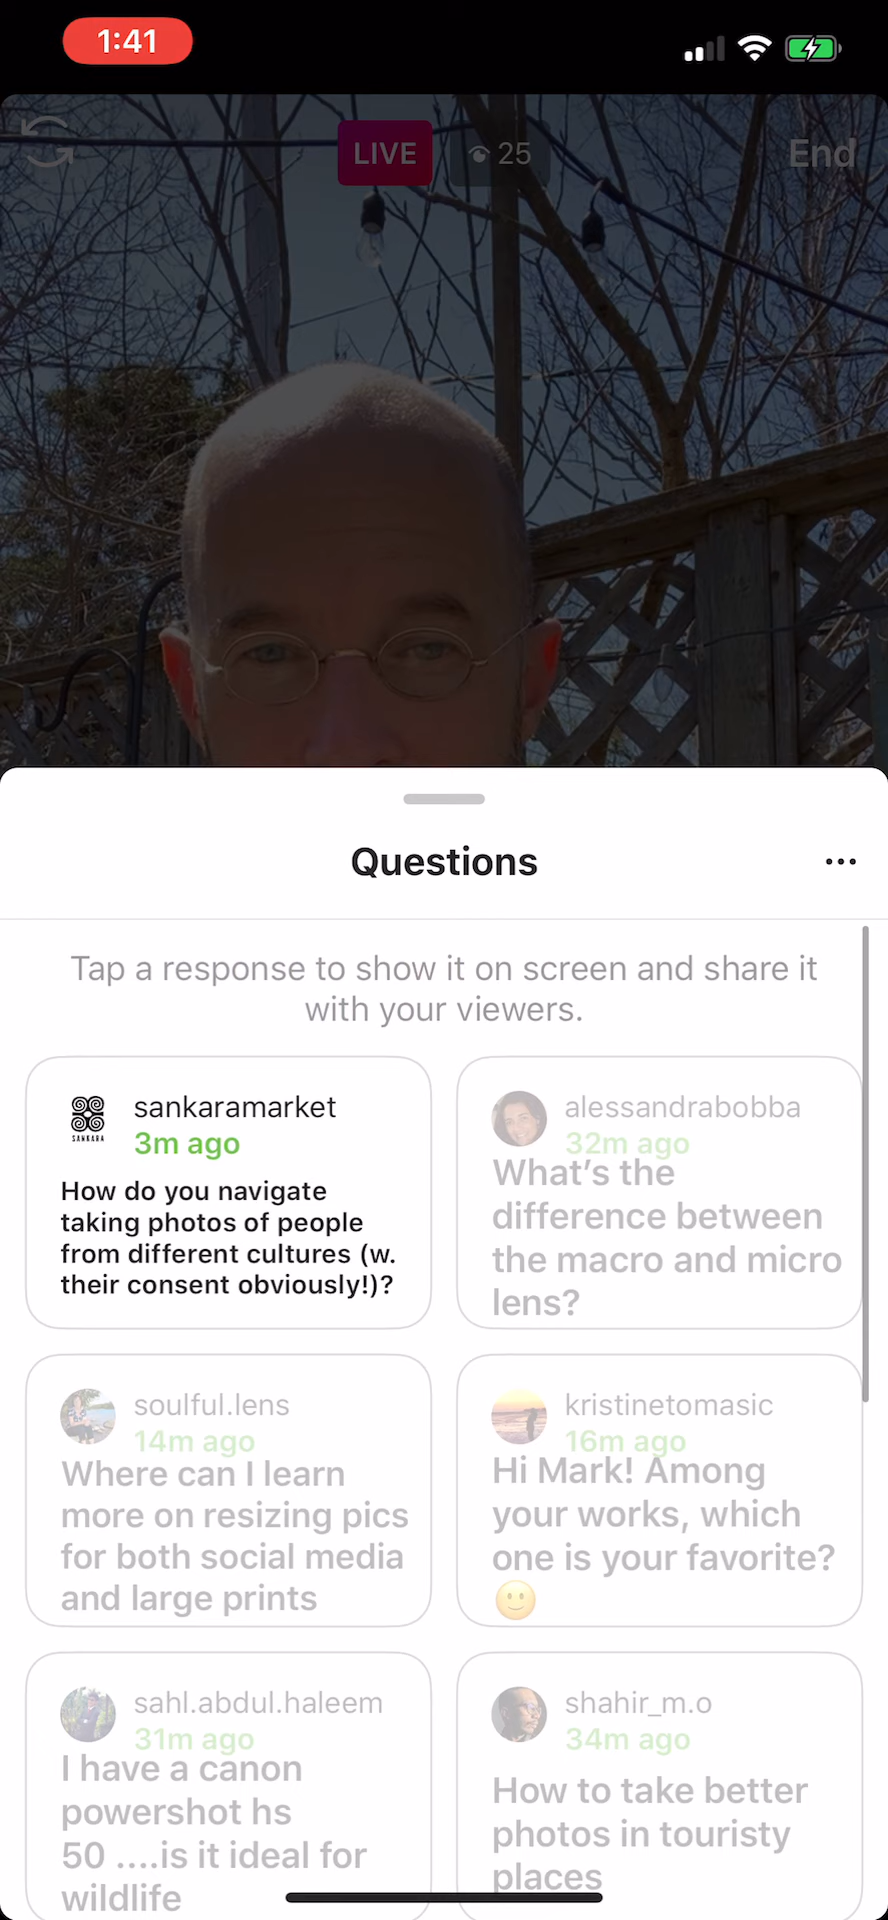 1:41
LIVE
25
End
Questions
Tap a response to show it on screen and share it
with your viewers.
sankaramarket
3m ago
SANKARA
How do you navigate
taking photos of people
from different cultures (w.
their consent obviously!)?
alessandrabobba
32m ago
What's the
difference between
the macro and micro
lens?
soulful.lens
14m ago
Where can I learn
more on resizing pics
for both social media
and large prints
kristinetomasic
16m ago
Hi Mark! Among
your works, which
one is your favorite?
🙂
sahl.abdul.haleem
31m ago
I have a canon
powershot hs
50 ....is it ideal for
wildlife
shahir_m.o
34m ago
How to take better
photos in touristy
places